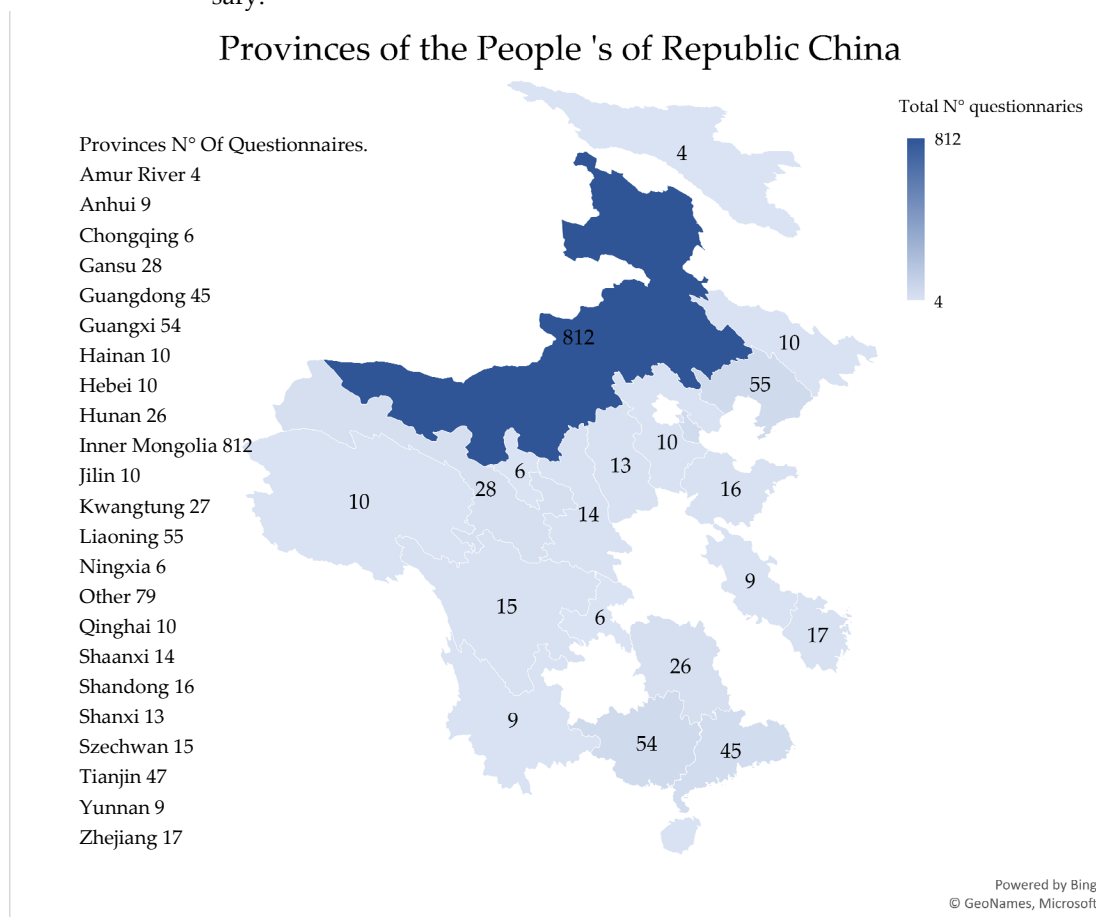 sary.
Provinces of the People 's of Republic China
Total N° questionnaries
812
4
Provinces N° Of Questionnaires.
Amur River 4
Anhui 9
Chongqing 6
Gansu 28
Guangdong 45
Guangxi 54
Hainan 10
Hebei 10
Hunan 26
Inner Mongolia 812
Jilin 10
Kwangtung 27
Liaoning 55
Ningxia 6
Other 79
Qinghai 10
Shaanxi 14
Shandong 16
Shanxi 13
Szechwan 15
Tianjin 47
Yunnan 9
Zhejiang 17
4
812
10
55
10
13
6
28
16
10
14
9
15
6
17
26
9
54
45
Powered by Bing
© GeoNames, Microsoft